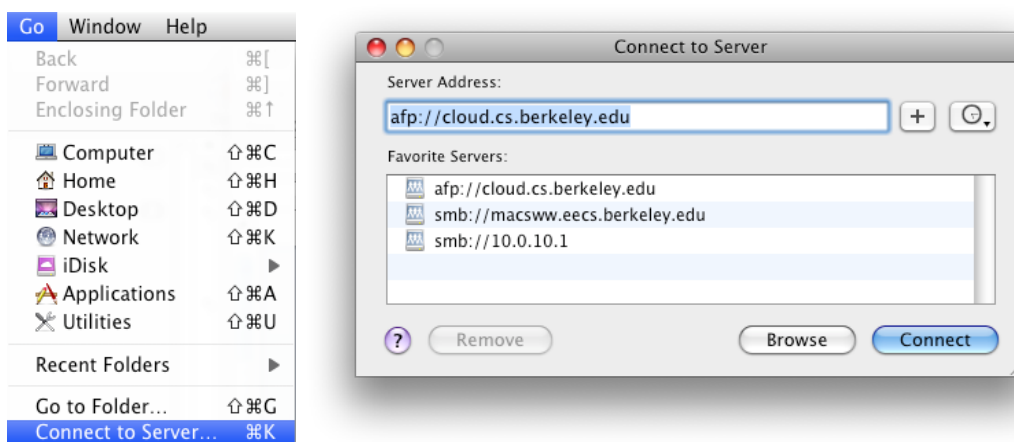 Go Window Help
Back ⌘[
Forward ⌘]
Enclosing Folder ⌘↑
Computer ⇧⌘C
Home ⇧⌘H
Desktop ⇧⌘D
Network ⇧⌘K
iDisk
Applications ⇧⌘A
Utilities ⇧⌘U
Recent Folders
Go to Folder... ⇧⌘G
Connect to Server... ⌘K
Connect to Server
Server Address:
afp://cloud.cs.berkeley.edu
+
Favorite Servers:
afp://cloud.cs.berkeley.edu
smb://macsww.eecs.berkeley.edu
smb://10.0.10.1
? Remove Browse Connect